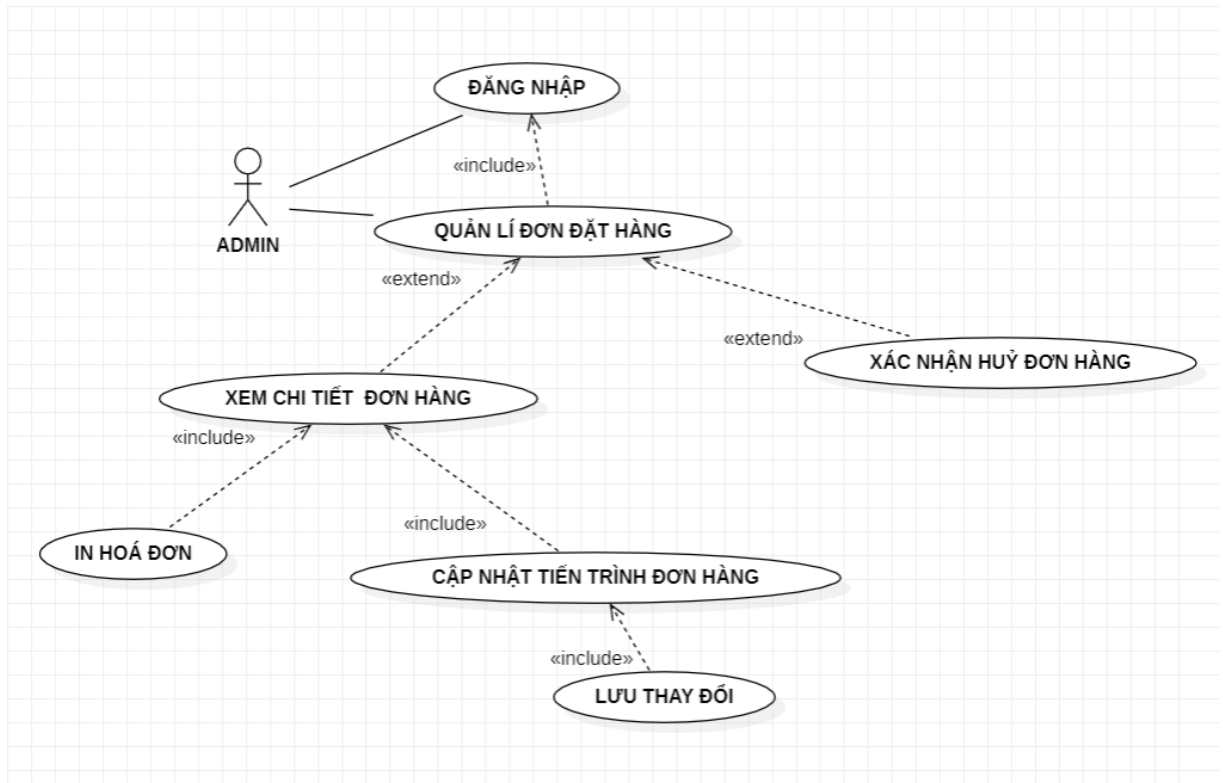 ĐĂNG NHẬP
«include»
QUẢN LÍ ĐƠN ĐẶT HÀNG
ADMIN
«extend»
«extend»
XÁC NHẬN HUỶ ĐƠN HÀNG
XEM CHI TIẾT ĐƠN HÀNG
«include»
«include»
IN HOÁ ĐƠN
CẬP NHẬT TIẾN TRÌNH ĐƠN HÀNG
«include»
LƯU THAY ĐỔI